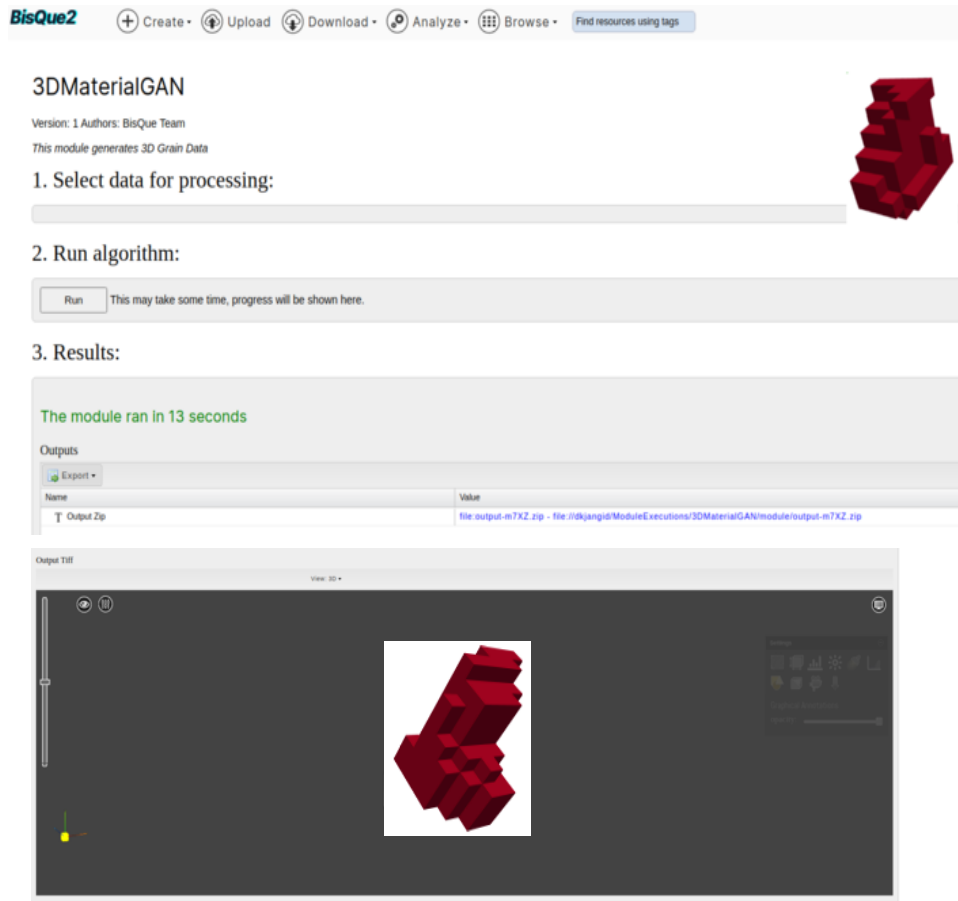 BisQue2 Create Upload Download Analyze Browse Find resources using tags
3DMaterialGAN
Version: 1 Authors: BisQue Team
This module generates 3D Grain Data
1. Select data for processing:
2. Run algorithm:
Run This may take some time, progress will be shown here.
3. Results:
The module ran in 13 seconds
Outputs
Export
Name Value
T Output Zip file:output-m7XZ.zip - file://dkjangid/ModuleExecutions/3DMaterialGAN/module/output-m7XZ.zip
Output Tiff
View: 3D
Settings